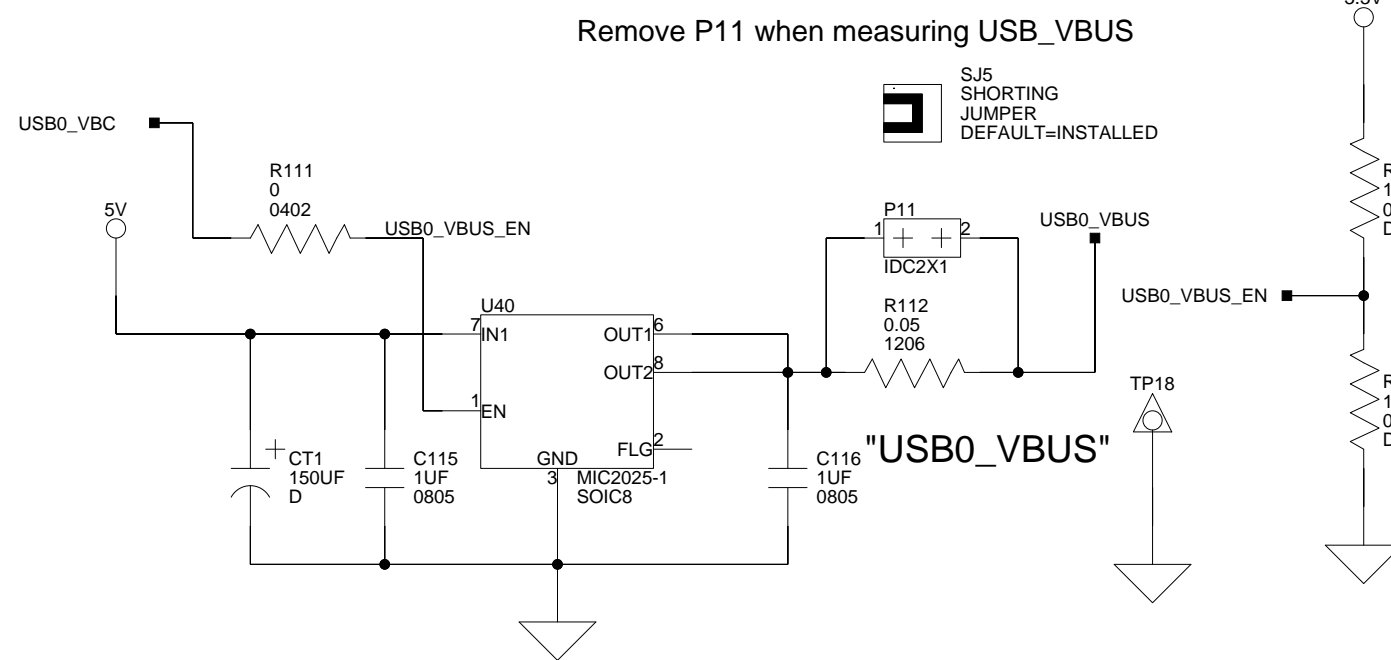 Remove P11 when measuring USB_VBUS
SJ5
SHORTING
JUMPER
DEFAULT=INSTALLED
USB0_VBC
R111
0
0402
5V
USB0_VBUS_EN
P11
1
2
IDC2X1
USB0_VBUS
USB0_VBUS_EN
U40
7
IN1
OUT1
6
OUT2
8
1
EN
FLG
2
GND
3
MIC2025-1
SOIC8
R112
0.05
1206
TP18
"USB0_VBUS"
CT1
150UF
D
C115
1UF
0805
C116
1UF
0805